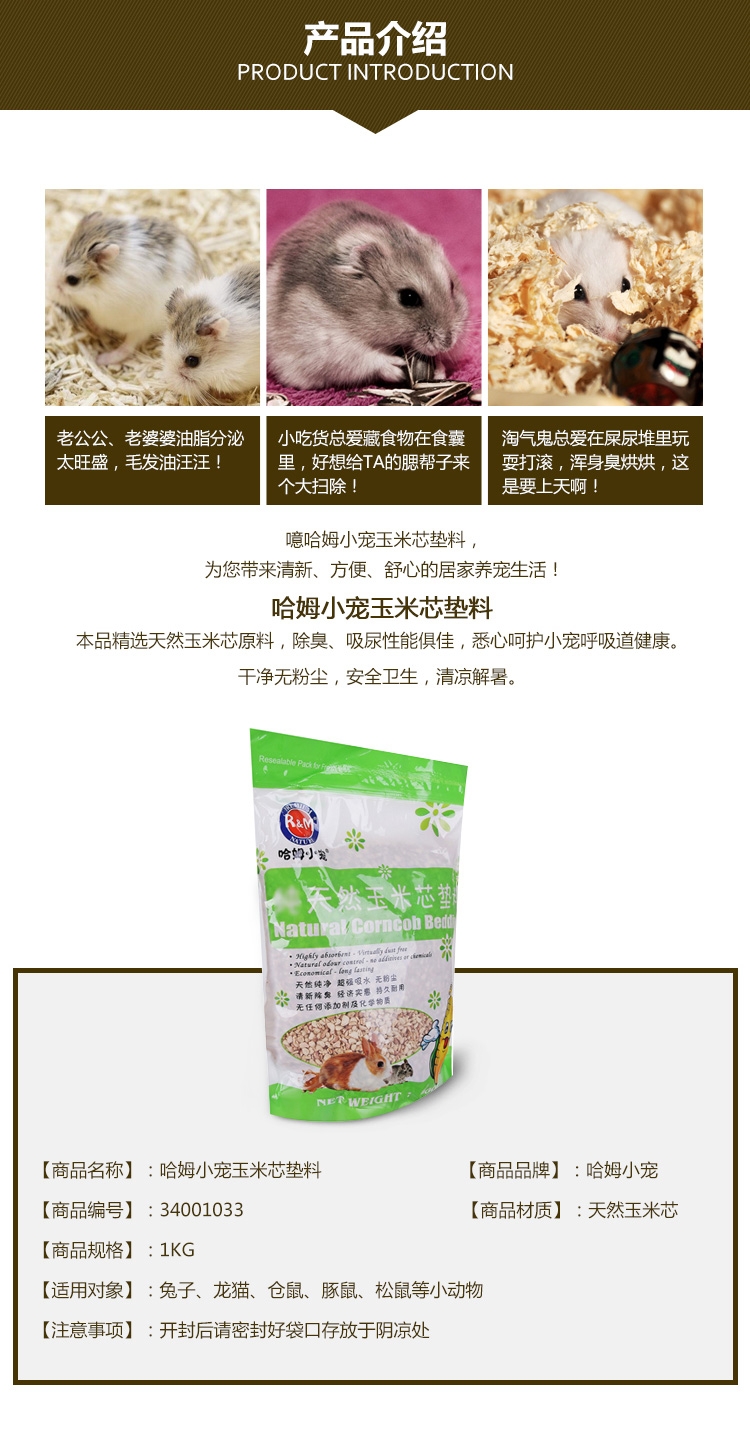 产品介绍
PRODUCT INTRODUCTION
老公公、老婆婆油脂分泌
太旺盛，毛发油汪汪！
小吃货总爱藏食物在食囊
里，好想给TA的腮帮子来
个大扫除！
淘气鬼总爱在屎尿堆里玩
耍打滚，浑身臭烘烘，这
是要上天啊！
噫哈姆小宠玉米芯垫料，
为您带来清新、方便、舒心的居家养宠生活！
哈姆小宠玉米芯垫料
本品精选天然玉米芯原料，除臭、吸尿性能俱佳，悉心呵护小宠呼吸道健康。
干净无粉尘，安全卫生，清凉解暑。
Resealable Pack for
R&M
NATURE
哈姆小宠
天然玉米芯垫
Natural Corncob Bedd
• Highly absorbent - Virtually dust free
• Natural odour control - no additives or chemicals
• Economical - long lasting
天然纯净 超强吸水 无粉尘
清新除臭 经济实惠 持久耐用
无任何添加剂及化学物质
NET WEIGHT :
【商品名称】：哈姆小宠玉米芯垫料
【商品品牌】：哈姆小宠
【商品编号】：34001033
【商品材质】：天然玉米芯
【商品规格】：1KG
【适用对象】：兔子、龙猫、仓鼠、豚鼠、松鼠等小动物
【注意事项】：开封后请密封好袋口存放于阴凉处